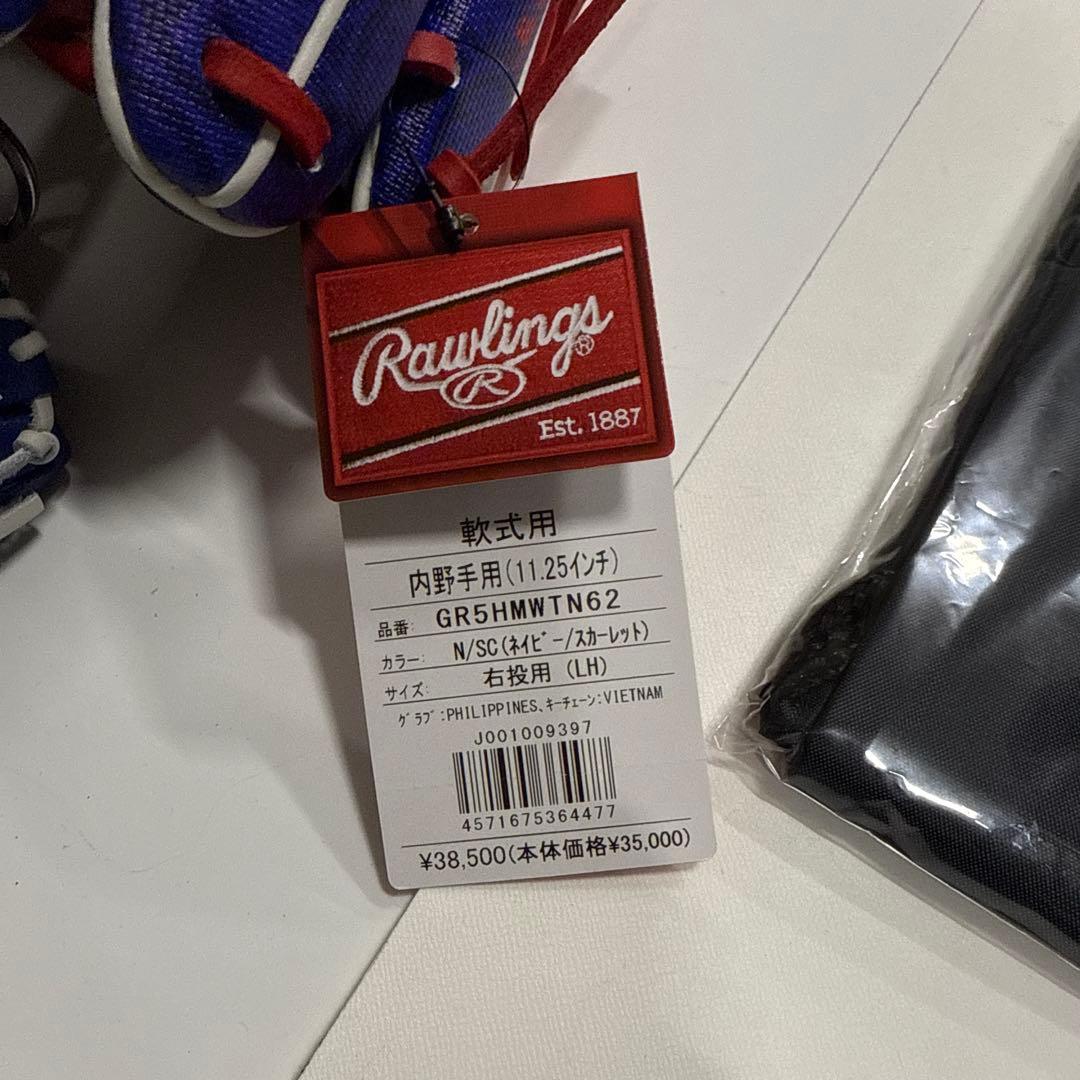 Rawlings®
R
Est. 1887
軟式用
内野手用(11.25インチ)
品番: GR5HMWTN62
カラー: N/SC(ネイビー/スカーレット)
サイズ: 右投用 (LH)
グラブ:PHILIPPINES、キーチェーン:VIETNAM
J001009397
4571675364477
¥38,500(本体価格¥35,000)